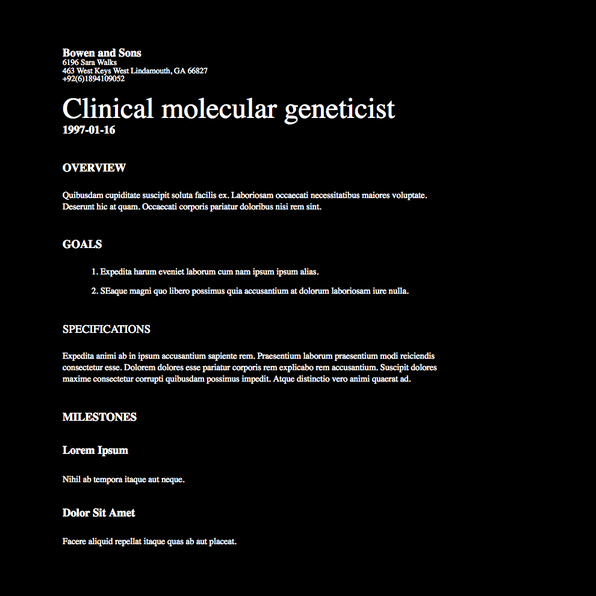 Bowen and Sons
6196 Sara Walks
463 West Keys West Lindamouth, GA 66827
+92(6)1894109052
Clinical molecular geneticist
1997-01-16
OVERVIEW
Quibusdam cupiditate suscipit soluta facilis ex. Laboriosam occaecati necessitatibus maiores voluptate.
Deserunt hic at quam. Occaecati corporis pariatur doloribus nisi rem sint.
GOALS
1. Expedita harum eveniet laborum cum nam ipsum ipsum alias.
2. SEaque magni quo libero possimus quia accusantium at dolorum laboriosam iure nulla.
SPECIFICATIONS
Expedita animi ab in ipsum accusantium sapiente rem. Praesentium laborum praesentium modi reiciendis
consectetur esse. Dolorem dolores esse pariatur corporis rem explicabo rem accusantium. Suscipit dolores
maxime consectetur corrupti quibusdam possimus impedit. Atque distinctio vero animi quaerat ad.
MILESTONES
Lorem Ipsum
Nihil ab tempora itaque aut neque.
Dolor Sit Amet
Facere aliquid repellat itaque quas ab aut placeat.